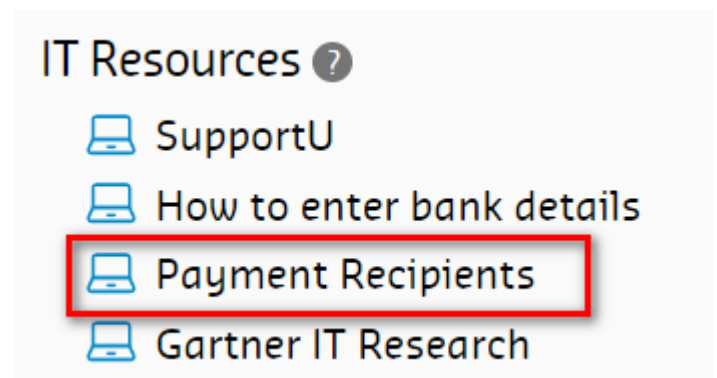 IT Resources ?
SupportU
How to enter bank details
Payment Recipients
Gartner IT Research